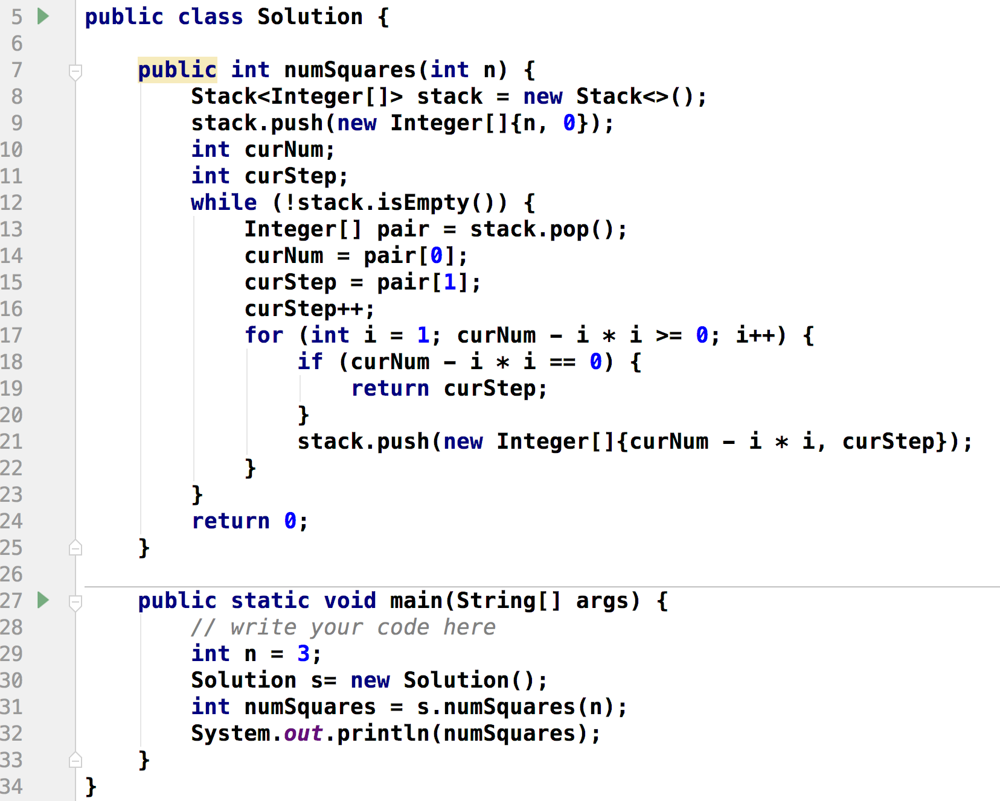 5 public class Solution {
6
7     public int numSquares(int n) {
8         Stack<Integer[]> stack = new Stack<>();
9         stack.push(new Integer[]{n, 0});
10         int curNum;
11         int curStep;
12         while (!stack.isEmpty()) {
13             Integer[] pair = stack.pop();
14             curNum = pair[0];
15             curStep = pair[1];
16             curStep++;
17             for (int i = 1; curNum - i * i >= 0; i++) {
18                 if (curNum - i * i == 0) {
19                     return curStep;
20                 }
21                 stack.push(new Integer[]{curNum - i * i, curStep});
22             }
23         }
24         return 0;
25     }
26
27     public static void main(String[] args) {
28         // write your code here
29         int n = 3;
30         Solution s= new Solution();
31         int numSquares = s.numSquares(n);
32         System.out.println(numSquares);
33     }
34 }